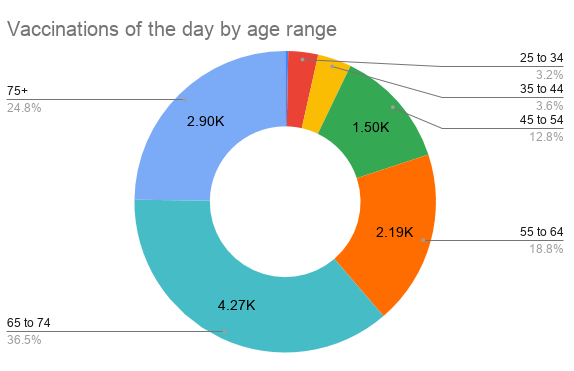 Vaccinations of the day by age range
25 to 34
3.2%
35 to 44
3.6%
45 to 54
12.8%
55 to 64
18.8%
65 to 74
36.5%
75+
24.8%
1.50K
2.19K
4.27K
2.90K